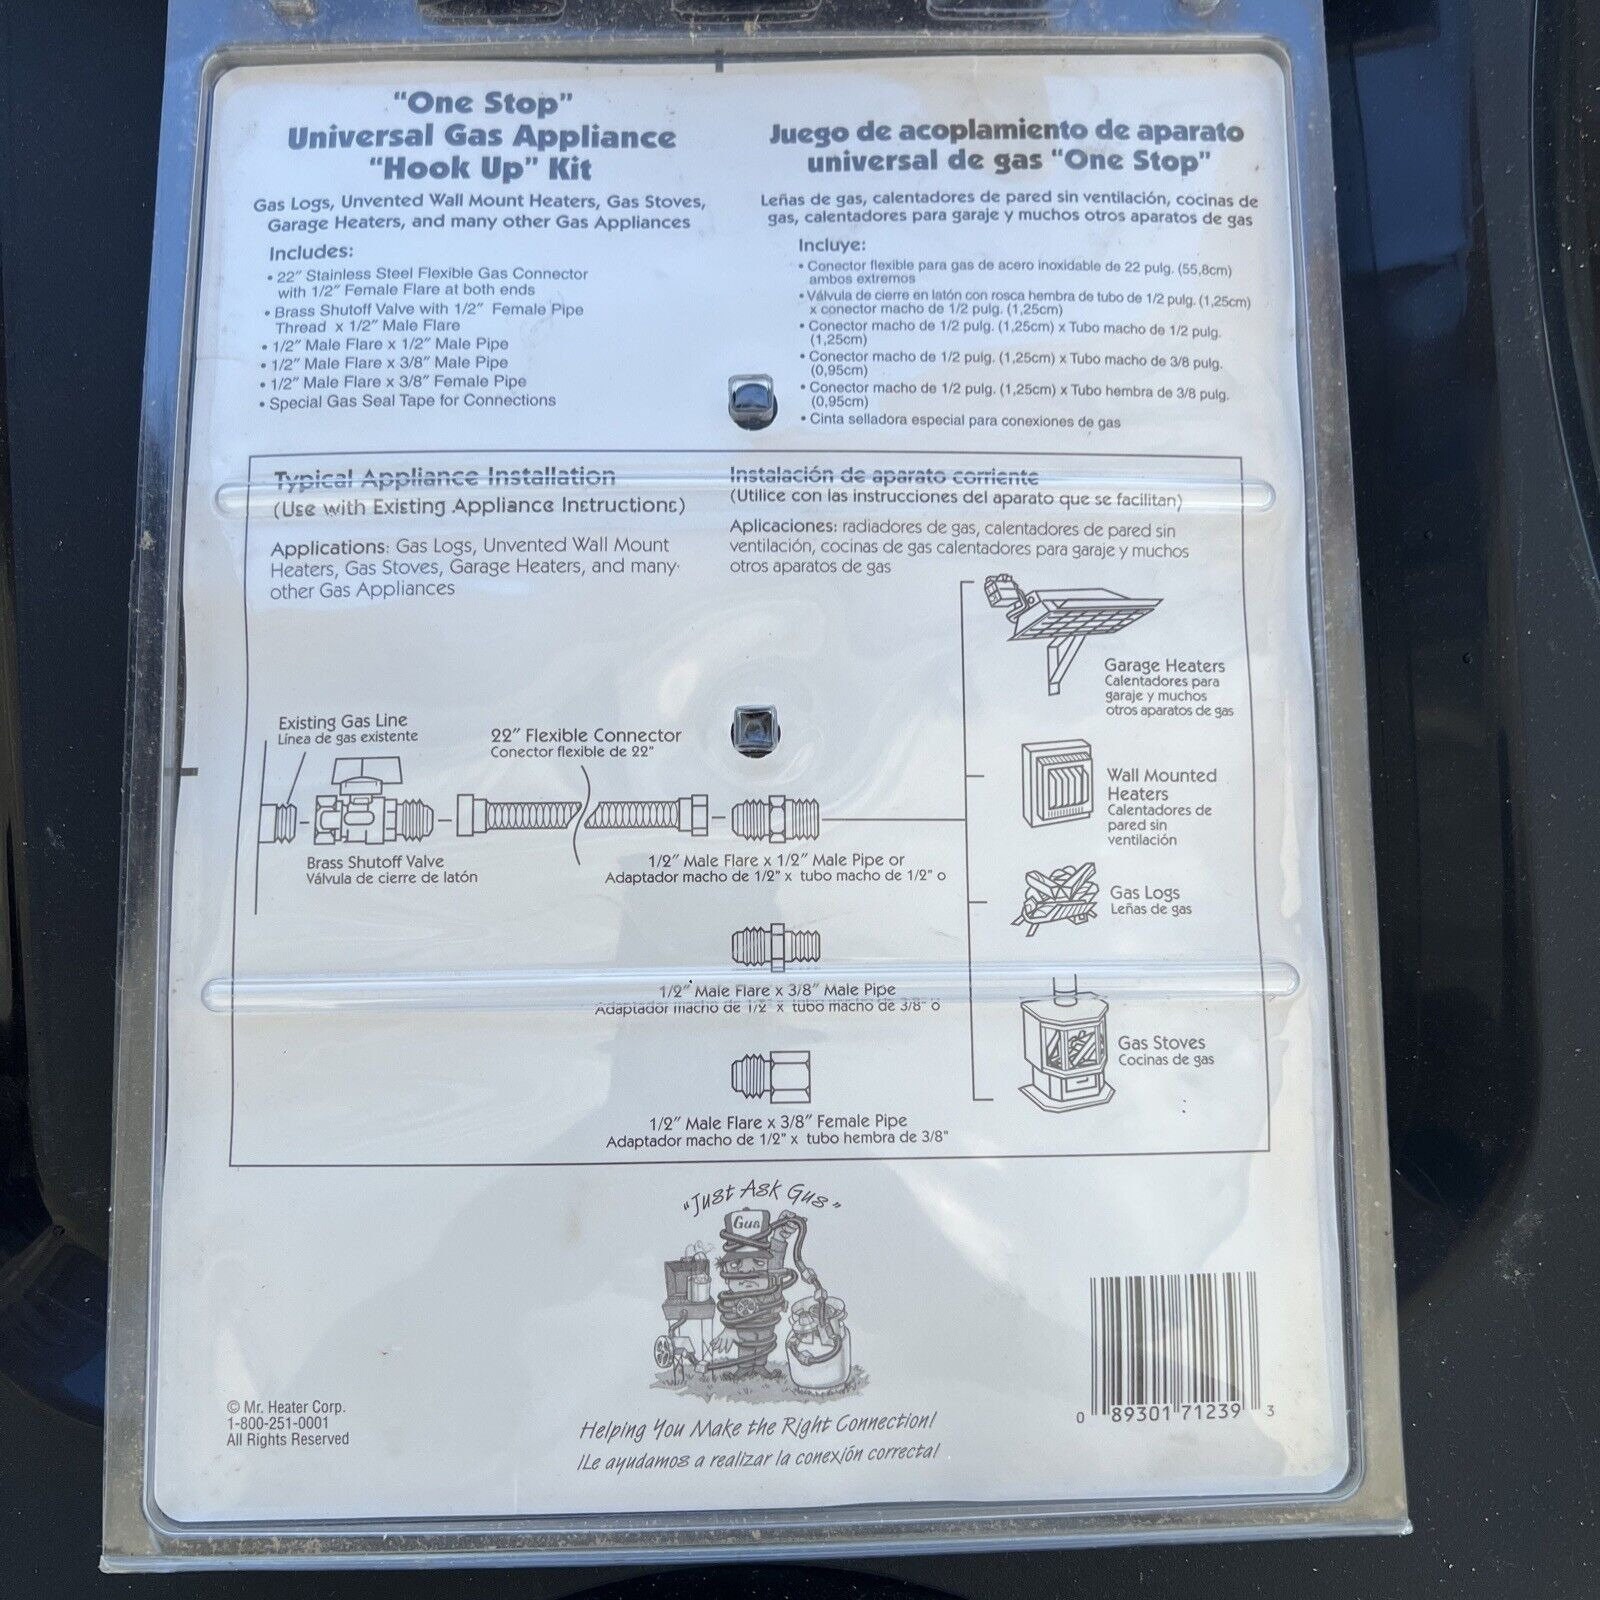 “One Stop”
Universal Gas Appliance
“Hook Up” Kit
Gas Logs, Unvented Wall Mount Heaters, Gas Stoves,
Garage Heaters, and many other Gas Appliances
Includes:
• 22″ Stainless Steel Flexible Gas Connector
with 1/2″ Female Flare at both ends
• Brass Shutoff Valve with 1/2″ Female Pipe
Thread x 1/2″ Male Flare
• 1/2″ Male Flare x 1/2″ Male Pipe
• 1/2″ Male Flare x 3/8″ Male Pipe
• 1/2″ Male Flare x 3/8″ Female Pipe
• Special Gas Seal Tape for Connections
Juego de acoplamiento de aparato
universal de gas “One Stop”
Leñas de gas, calentadores de pared sin ventilación, cocinas de
gas, calentadores para garaje y muchos otros aparatos de gas
Incluye:
• Conector flexible para gas de acero inoxidable de 22 pulg. (55,8cm)
ambos extremos
• Válvula de cierre en latón con rosca hembra de tubo de 1/2 pulg. (1,25cm)
x conector macho de 1/2 pulg. (1,25cm)
• Conector macho de 1/2 pulg. (1,25cm) x Tubo macho de 1/2 pulg.
(1,25cm)
• Conector macho de 1/2 pulg. (1,25cm) x Tubo macho de 3/8 pulg.
(0,95cm)
• Conector macho de 1/2 pulg. (1,25cm) x Tubo hembra de 3/8 pulg.
(0,95cm)
• Cinta selladora especial para conexiones de gas
Typical Appliance Installation
(Use with Existing Appliance Instructions)
Applications: Gas Logs, Unvented Wall Mount
Heaters, Gas Stoves, Garage Heaters, and many
other Gas Appliances
Instalación de aparato corriente
(Utilice con las instrucciones del aparato que se facilitan)
Aplicaciones: radiadores de gas, calentadores de pared sin
ventilación, cocinas de gas calentadores para garaje y muchos
otros aparatos de gas
Garage Heaters
Calentadores para
garaje y muchos
otros aparatos de gas
Existing Gas Line
Línea de gas existente
22″ Flexible Connector
Conector flexible de 22"
Wall Mounted
Heaters
Calentadores de
pared sin
ventilación
Brass Shutoff Valve
Válvula de cierre de latón
1/2″ Male Flare x 1/2″ Male Pipe or
Adaptador macho de 1/2" x tubo macho de 1/2" o
Gas Logs
Leñas de gas
1/2″ Male Flare x 3/8″ Male Pipe
Adaptador macho de 1/2" x tubo macho de 3/8" o
Gas Stoves
Cocinas de gas
1/2″ Male Flare x 3/8″ Female Pipe
Adaptador macho de 1/2" x tubo hembra de 3/8"
"Just Ask Gus"
Gus
Helping You Make the Right Connection!
¡Le ayudamos a realizar la conexión correcta!
© Mr. Heater Corp.
1-800-251-0001
All Rights Reserved
0 89301 71239 3